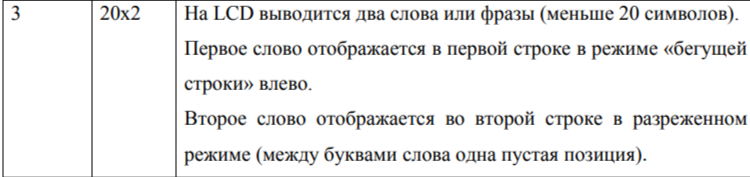 3 20x2 На LCD выводится два слова или фразы (меньше 20 символов).
Первое слово отображается в первой строке в режиме «бегущей
строки» влево.
Второе слово отображается во второй строке в разреженном
режиме (между буквами слова одна пустая позиция).